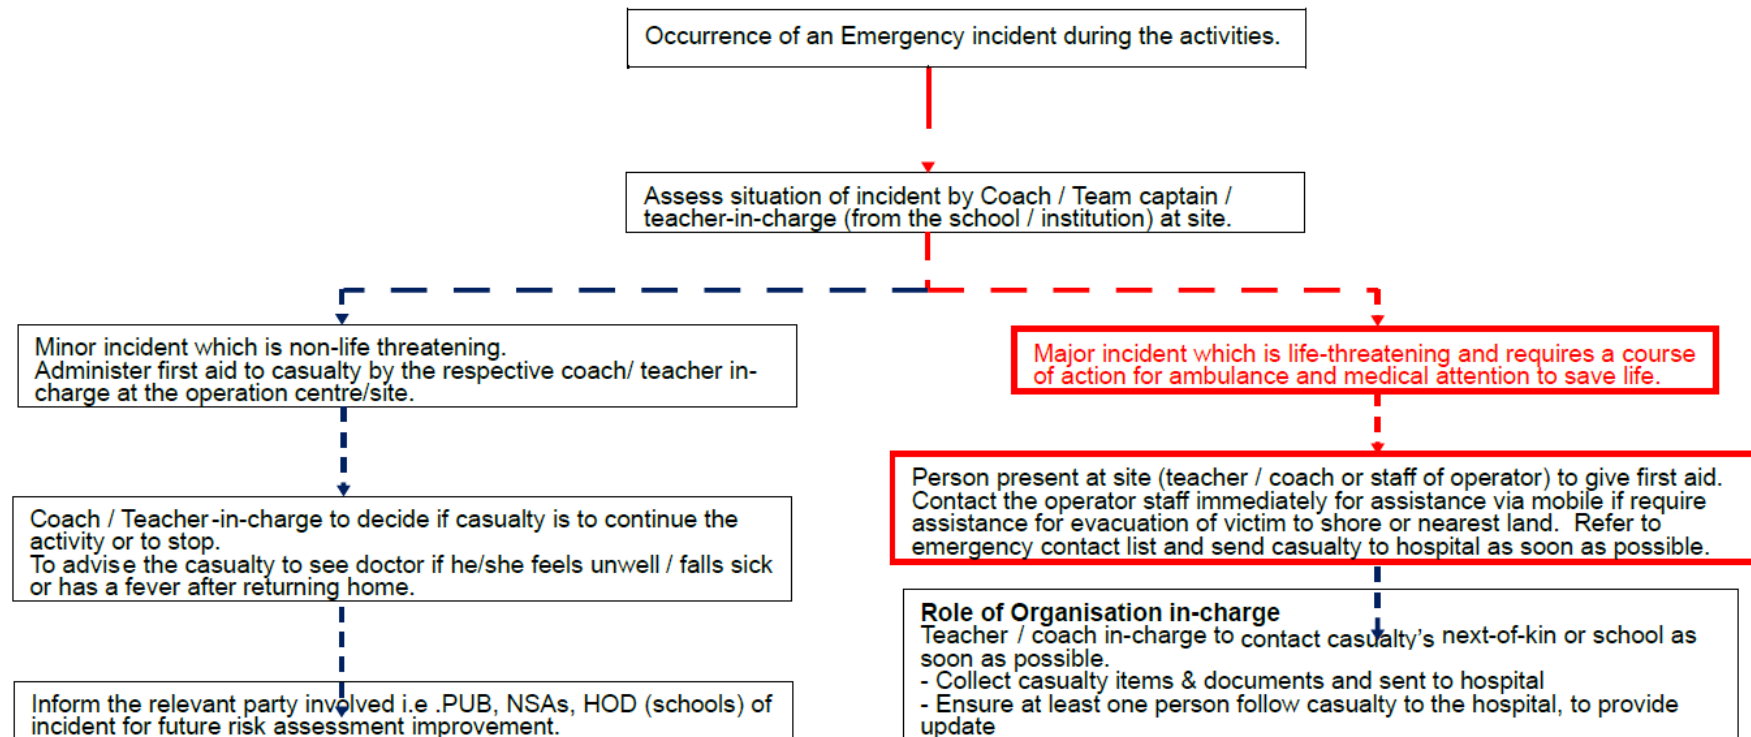 Occurrence of an Emergency incident during the activities.
Assess situation of incident by Coach / Team captain /
teacher-in-charge (from the school / institution) at site.
Minor incident which is non-life threatening.
Administer first aid to casualty by the respective coach/ teacher in-
charge at the operation centre/site.
Major incident which is life-threatening and requires a course
of action for ambulance and medical attention to save life.
Person present at site (teacher / coach or staff of operator) to give first aid.
Contact the operator staff immediately for assistance via mobile if require
assistance for evacuation of victim to shore or nearest land. Refer to
emergency contact list and send casualty to hospital as soon as possible.
Coach / Teacher-in-charge to decide if casualty is to continue the
activity or to stop.
To advise the casualty to see doctor if he/she feels unwell / falls sick
or has a fever after returning home.
Role of Organisation in-charge
Teacher / coach in-charge to contact casualty's next-of-kin or school as
soon as possible.
- Collect casualty items & documents and sent to hospital
- Ensure at least one person follow casualty to the hospital, to provide
update
Inform the relevant party involved i.e .PUB, NSAs, HOD (schools) of
incident for future risk assessment improvement.